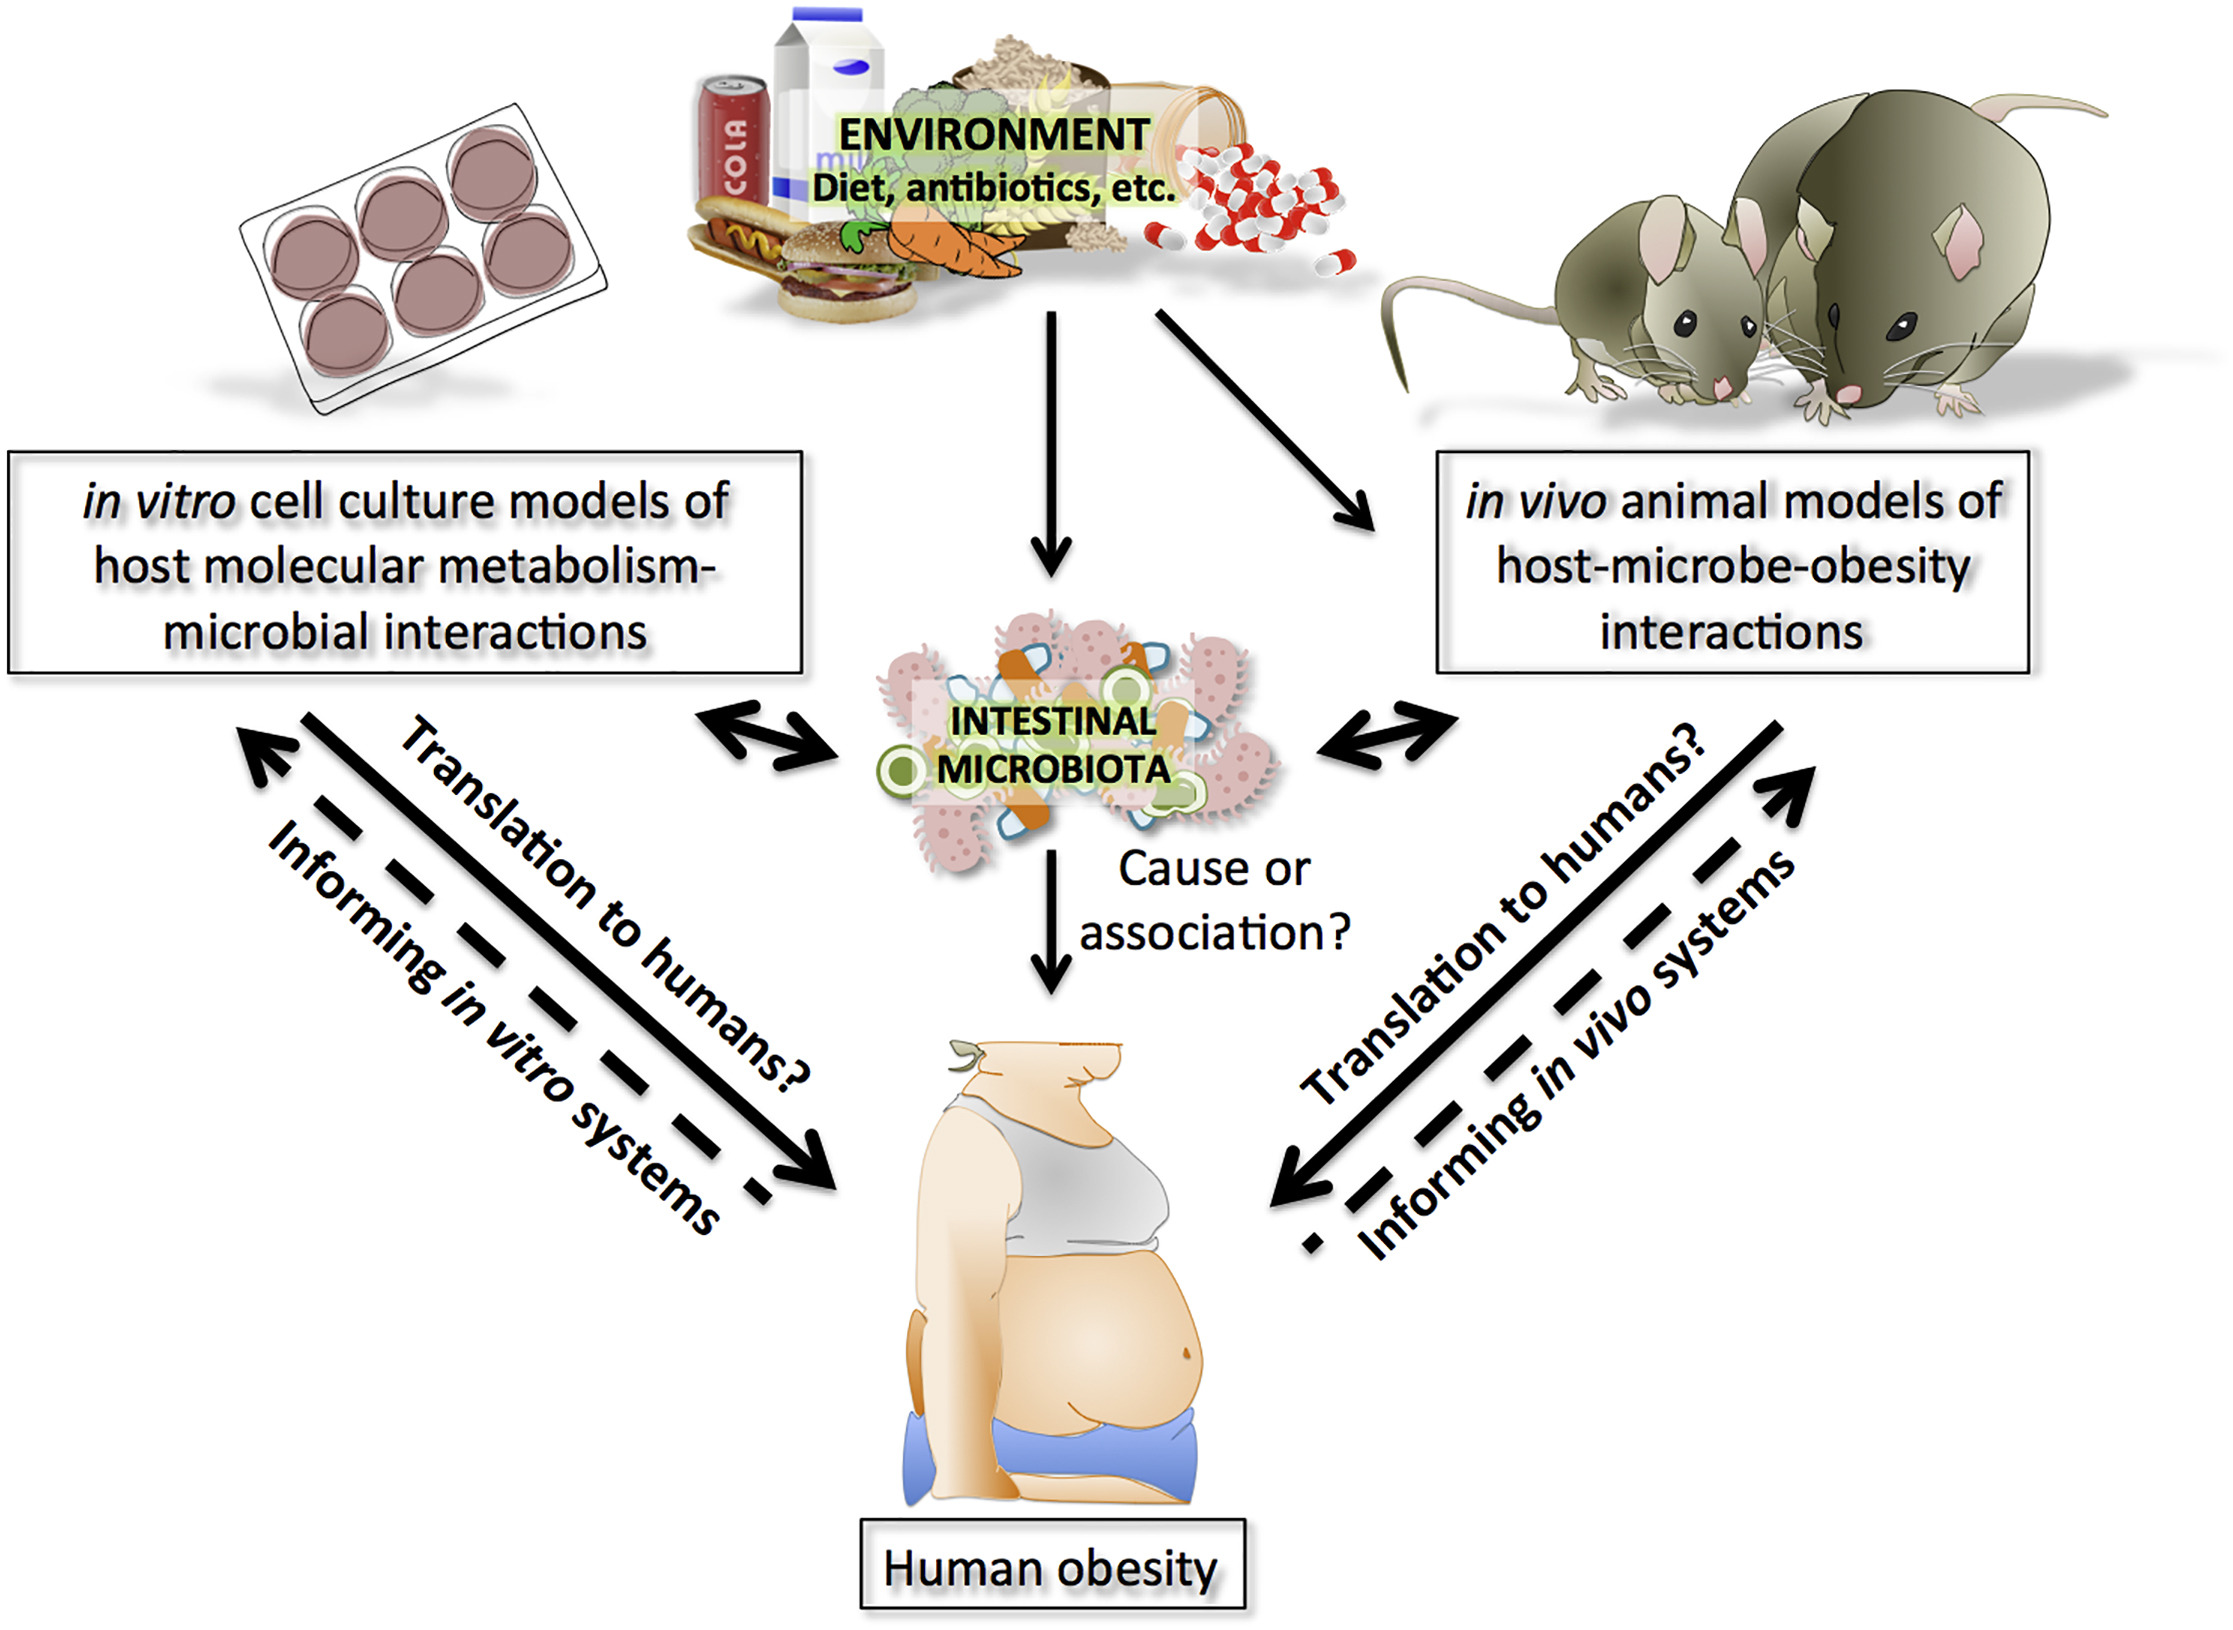 COLA
mil
ENVIRONMENT
Diet, antibiotics, etc.
in vitro cell culture models of
host molecular metabolism-
microbial interactions
in vivo animal models of
host-microbe-obesity
interactions
INTESTINAL
MICROBIOTA
Translation to humans?
Informing in vitro systems
Cause or
association?
Translation to humans?
Informing in vivo systems
Human obesity